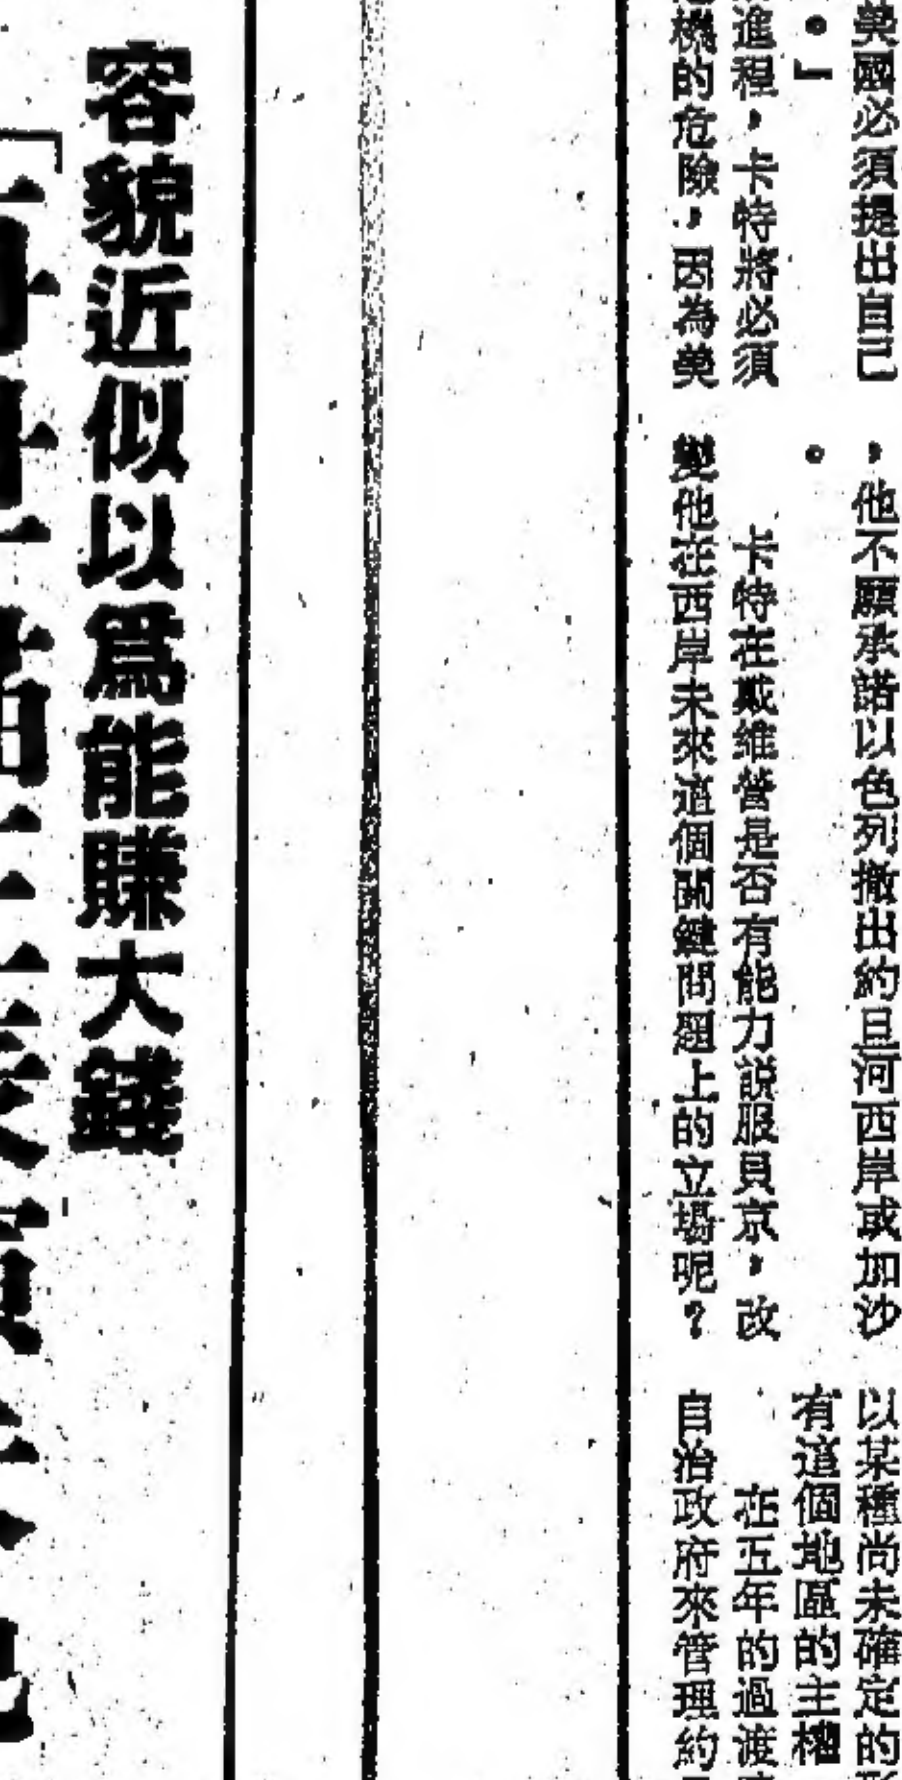 美國必須提出自己
。」
進程，卡特將必須
機的危險，因為美
，他不願承諾以色列撤出約旦河西岸或加沙
。
卡特在戴維營是否有能力說服貝京，改
變他在西岸未來這個關鍵問題上的立場呢？
以某種尚未確定的
有這個地區的主權
在五年的過渡
自治政府來管理約
容貌近似以爲能賺大錢